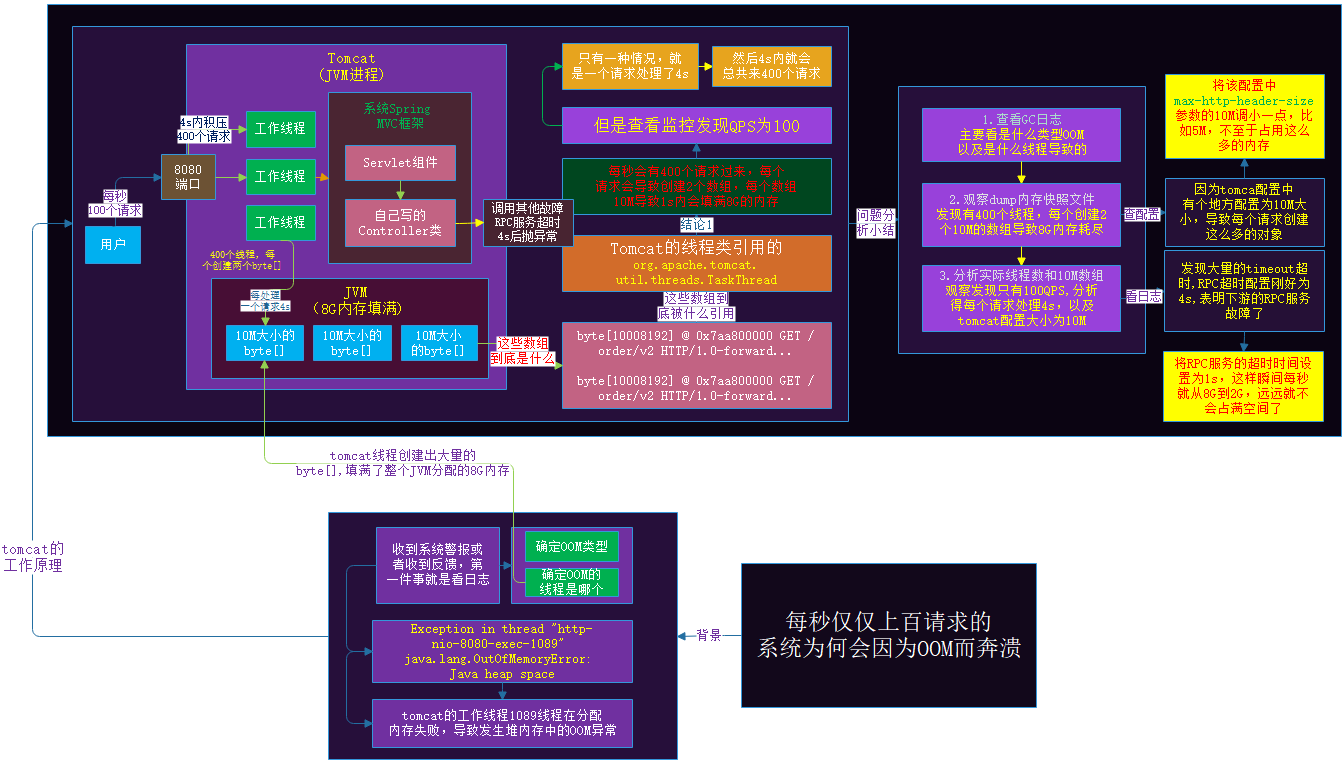 Tomcat
(JVM进程)
4s内积压
400个请求
8080
端口
每秒
100个请求
用户
工作线程
工作线程
工作线程
系统Spring
MVC框架
Servlet组件
自己写的
Controller类
调用其他故障
RPC服务超时
4s后抛异常
400个线程，每
个创建两个byte[]
每处理
一个请求4s
JVM
（8G内存填满）
10M大小的
byte[]
10M大小的
byte[]
10M大小
的byte[]
这些数组
到底是什么
只有一种情况，就
是一个请求处理了4s
然后4s内就会
总共来400个请求
但是查看监控发现QPS为100
每秒会有400个请求过来，每个
请求会导致创建2个数组，每个数组
10M导致1s内会填满8G的内存
结论1
Tomcat的线程类引用的
org.apache.tomcat.
util.threads.TaskThread
这些数组到
底被什么引用
byte[10008192] @ 0x7aa800000 GET /
order/v2 HTTP/1.0-forward...
byte[10008192] @ 0x7aa800000 GET /
order/v2 HTTP/1.0-forward...
问题分
析小结
1.查看GC日志
主要看是什么类型OOM
以及是什么线程导致的
2.观察dump内存快照文件
发现有400个线程，每个创建2
个10M的数组导致8G内存耗尽
3.分析实际线程数和10M数组
观察发现只有100QPS,分析
得每个请求处理4s，以及
tomcat配置大小为10M
查配置
看日志
将该配置中
max-http-header-size
参数的10M调小一点，比
如5M，不至于占用这么
多的内存
因为tomca配置中
有个地方配置为10M大
小，导致每个请求创建
这么多的对象
发现大量的timeout超
时,RPC超时配置刚好为
4s,表明下游的RPC服务
故障了
将RPC服务的超时时间设
置为1s，这样瞬间每秒
就从8G到2G，远远就不
会占满空间了
tomcat线程创建出大量的
byte[],填满了整个JVM分配的8G内存
tomcat的
工作原理
收到系统警报或
者收到反馈，第
一件事就是看日志
确定OOM类型
确定OOM的
线程是哪个
Exception in thread "http-
nio-8080-exec-1089"
java.lang.OutOfMemoryError:
Java heap space
tomcat的工作线程1089线程在分配
内存失败，导致发生堆内存中的OOM异常
背景
每秒仅仅上百请求的
系统为何会因为OOM而奔溃